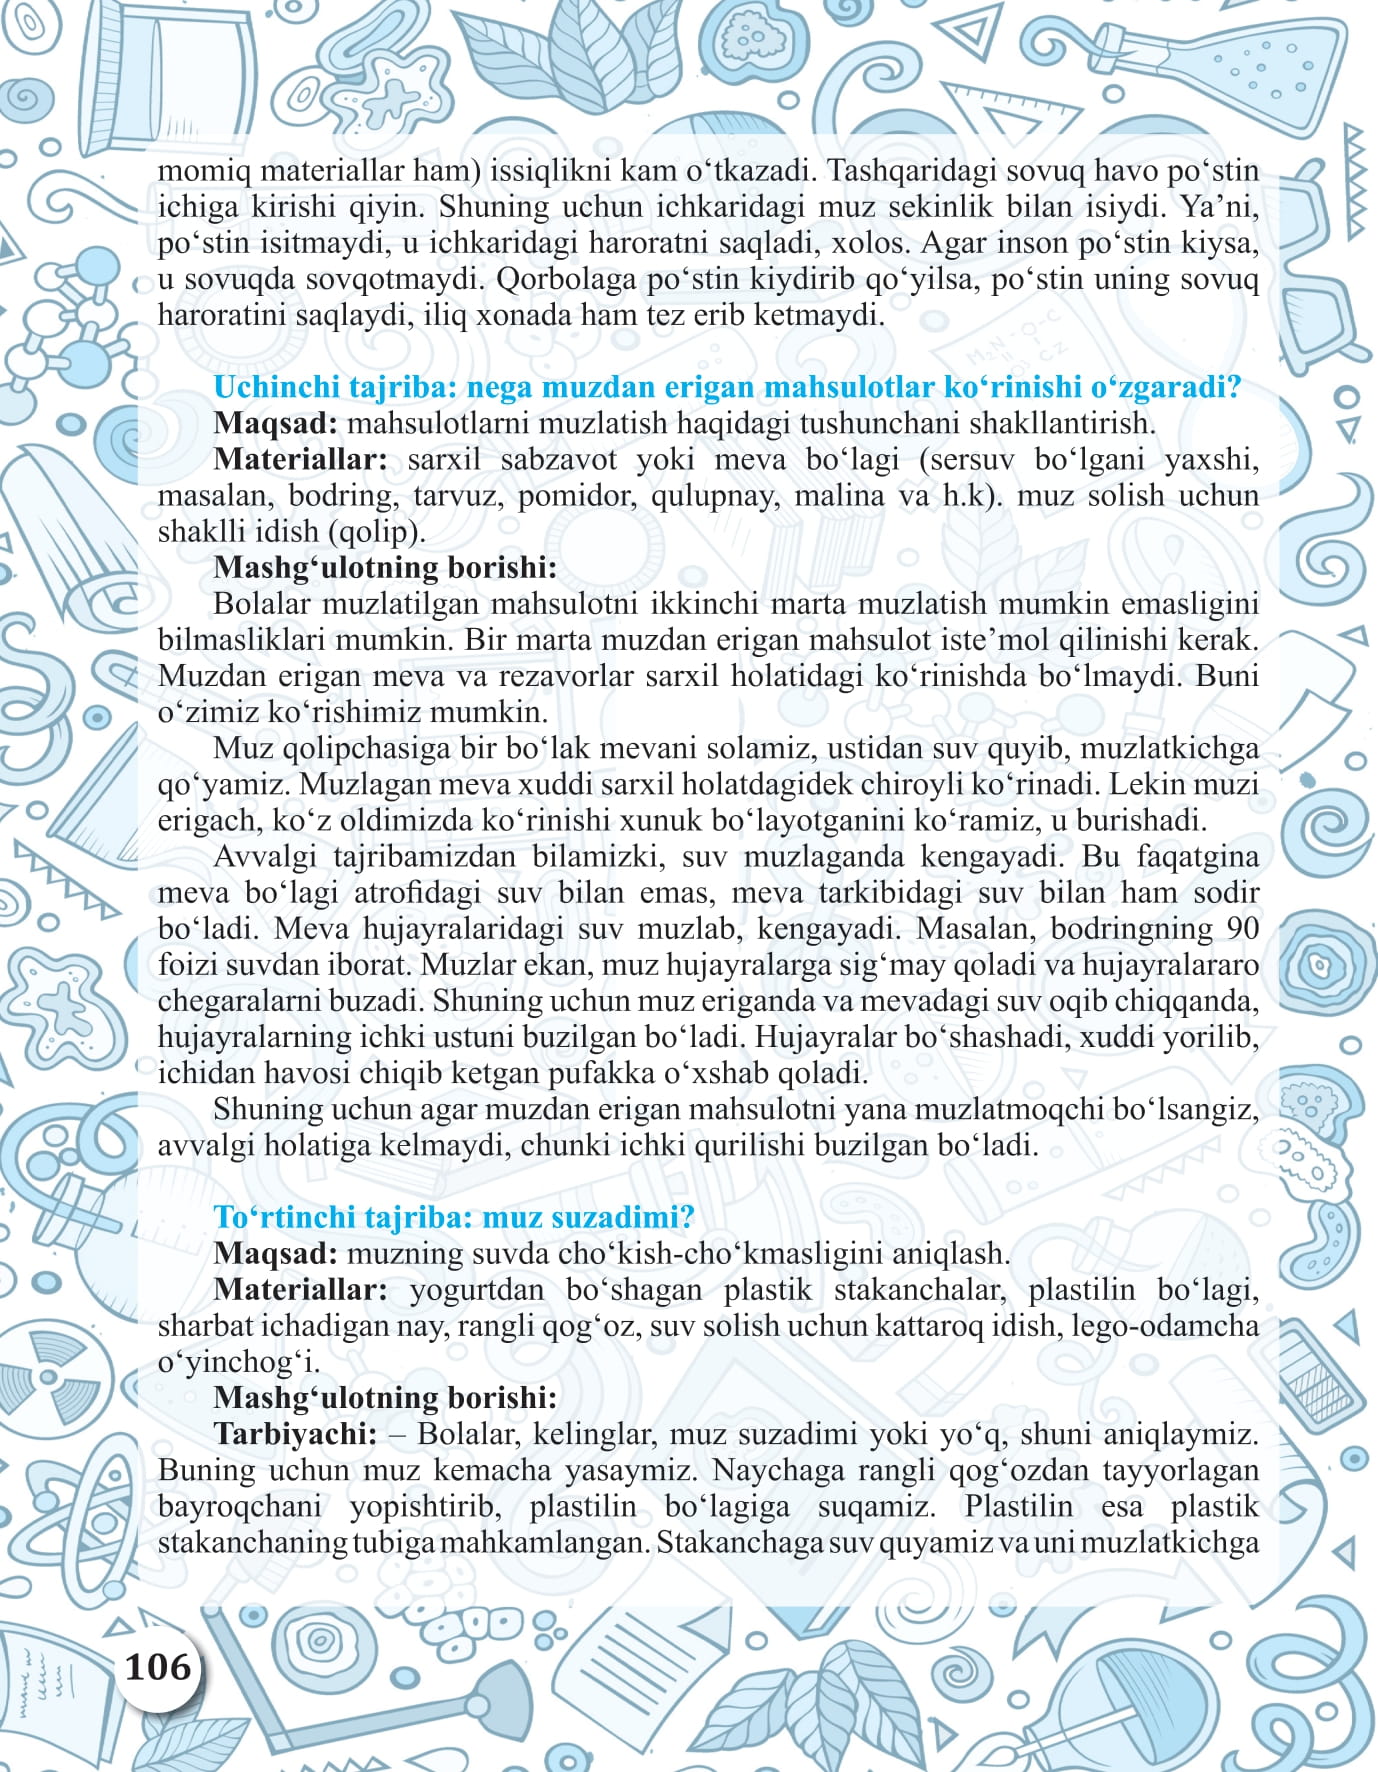 momiq materiallar ham) issiqlikni kam o‘tkazadi. Tashqaridagi sovuq havo po‘stin
ichiga kirishi qiyin. Shuning uchun ichkaridagi muz sekinlik bilan isiydi. Ya’ni,
po‘stin isitmaydi, u ichkaridagi haroratni saqladi, xolos. Agar inson po‘stin kiysa,
u sovuqda sovqotmaydi. Qorbolaga po‘stin kiydirib qo‘yilsa, po‘stin uning sovuq
haroratini saqlaydi, iliq xonada ham tez erib ketmaydi.
Uchinchi tajriba: nega muzdan erigan mahsulotlar ko‘rinishi o‘zgaradi?
Maqsad: mahsulotlarni muzlatish haqidagi tushunchani shakllantirish.
Materiallar: sarxil sabzavot yoki meva bo‘lagi (sersuv bo‘lgani yaxshi,
masalan, bodring, tarvuz, pomidor, qulupnay, malina va h.k). muz solish uchun
shaklli idish (qolip).
Mashg‘ulotning borishi:
Bolalar muzlatilgan mahsulotni ikkinchi marta muzlatish mumkin emasligini
bilmasliklari mumkin. Bir marta muzdan erigan mahsulot iste’mol qilinishi kerak.
Muzdan erigan meva va rezavorlar sarxil holatidagi ko‘rinishda bo‘lmaydi. Buni
o‘zimiz ko‘rishimiz mumkin.
Muz qolipchasiga bir bo‘lak mevani solamiz, ustidan suv quyib, muzlatkichga
qo‘yamiz. Muzlagan meva xuddi sarxil holatdagidek chiroyli ko‘rinadi. Lekin muzi
erigach, ko‘z oldimizda ko‘rinishi xunuk bo‘layotganini ko‘ramiz, u burishadi.
Avvalgi tajribamizdan bilamizki, suv muzlaganda kengayadi. Bu faqatgina
meva bo‘lagi atrofidagi suv bilan emas, meva tarkibidagi suv bilan ham sodir
bo‘ladi. Meva hujayralaridagi suv muzlab, kengayadi. Masalan, bodringning 90
foizi suvdan iborat. Muzlar ekan, muz hujayralarga sig‘may qoladi va hujayralararo
chegaralarni buzadi. Shuning uchun muz eriganda va mevadagi suv oqib chiqqanda,
hujayralarning ichki ustuni buzilgan bo‘ladi. Hujayralar bo‘shashadi, xuddi yorilib,
ichidan havosi chiqib ketgan pufakka o‘xshab qoladi.
Shuning uchun agar muzdan erigan mahsulotni yana muzlatmoqchi bo‘lsangiz,
avvalgi holatiga kelmaydi, chunki ichki qurilishi buzilgan bo‘ladi.
To‘rtinchi tajriba: muz suzadimi?
Maqsad: muzning suvda cho‘kish-cho‘kmasligini aniqlash.
Materiallar: yogurtdan bo‘shagan plastik stakanchalar, plastilin bo‘lagi,
sharbat ichadigan nay, rangli qog‘oz, suv solish uchun kattaroq idish, lego-odamcha
o‘yinchog‘i.
Mashg‘ulotning borishi:
Tarbiyachi: – Bolalar, kelinglar, muz suzadimi yoki yo‘q, shuni aniqlaymiz.
Buning uchun muz kemacha yasaymiz. Naychaga rangli qog‘ozdan tayyorlagan
bayroqchani yopishtirib, plastilin bo‘lagiga suqamiz. Plastilin esa plastik
stakanchaning tubiga mahkamlangan. Stakanchaga suv quyamiz va uni muzlatkichga
106